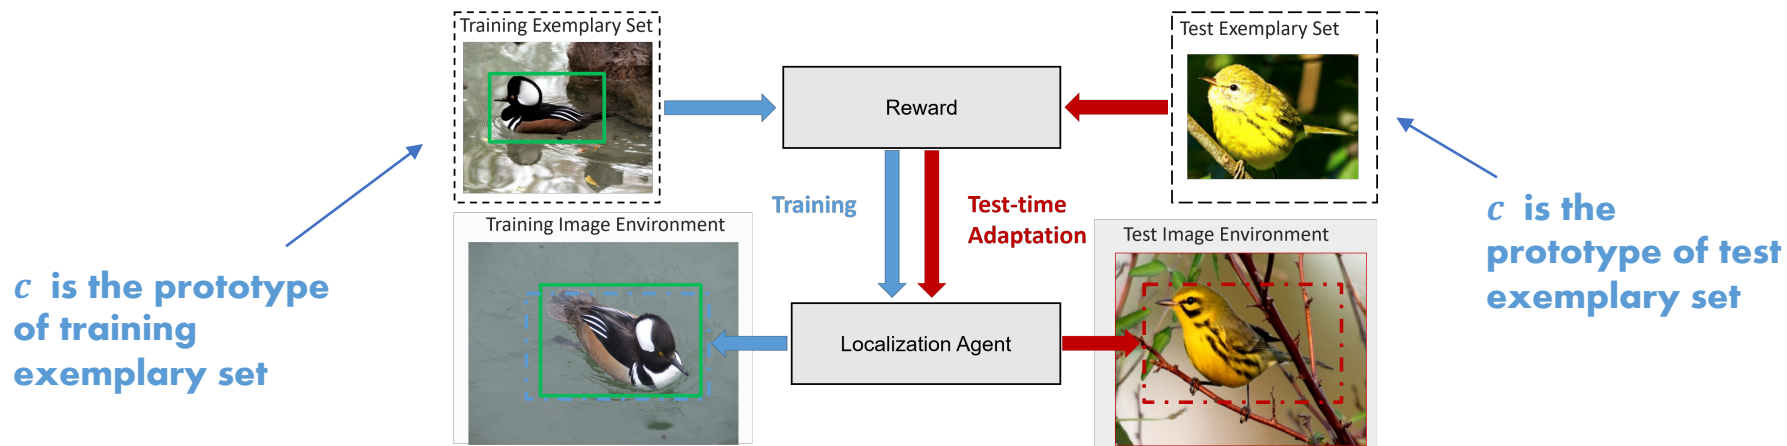 Training Exemplary Set
Test Exemplary Set
Reward
Training
Test-time
Adaptation
Training Image Environment
Test Image Environment
Localization Agent
c is the prototype
of training
exemplary set
c is the
prototype of test
exemplary set